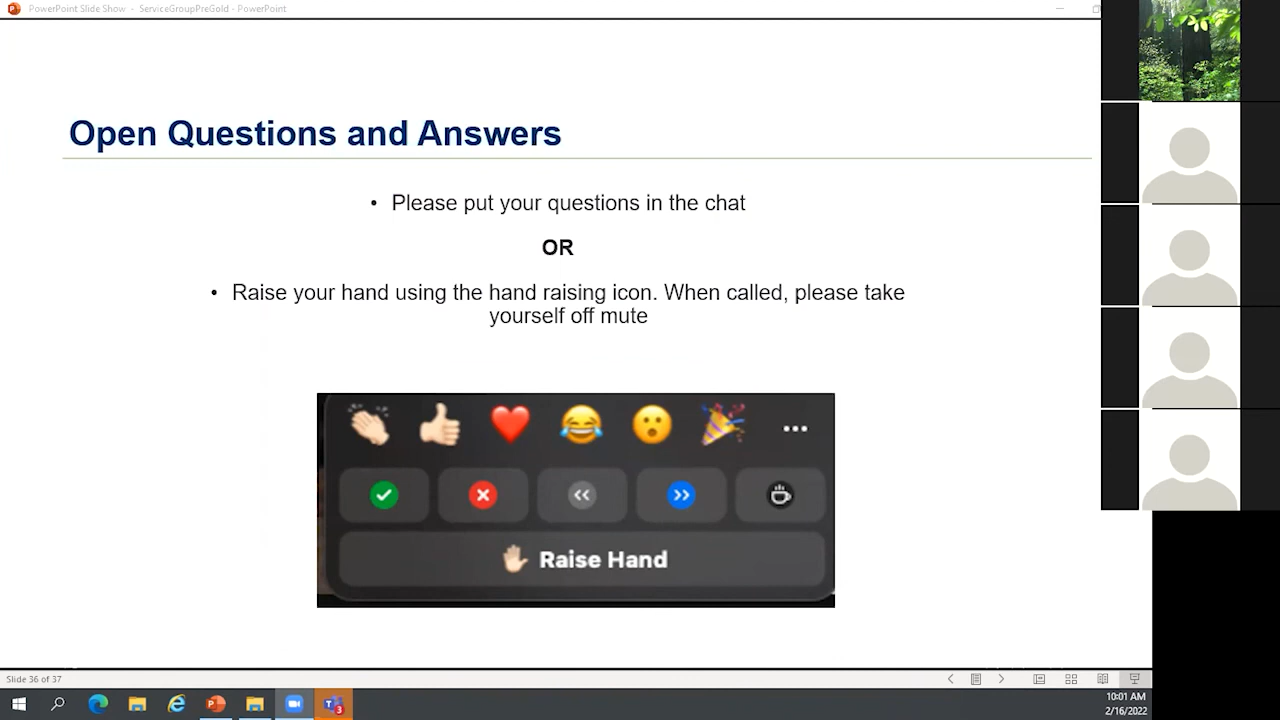 PowerPoint Slide Show - ServiceGroupPreGold - PowerPoint
Open Questions and Answers
• Please put your questions in the chat
OR
• Raise your hand using the hand raising icon. When called, please take
yourself off mute
Raise Hand
Slide 36 of 37
3
10:01 AM
2/16/2022